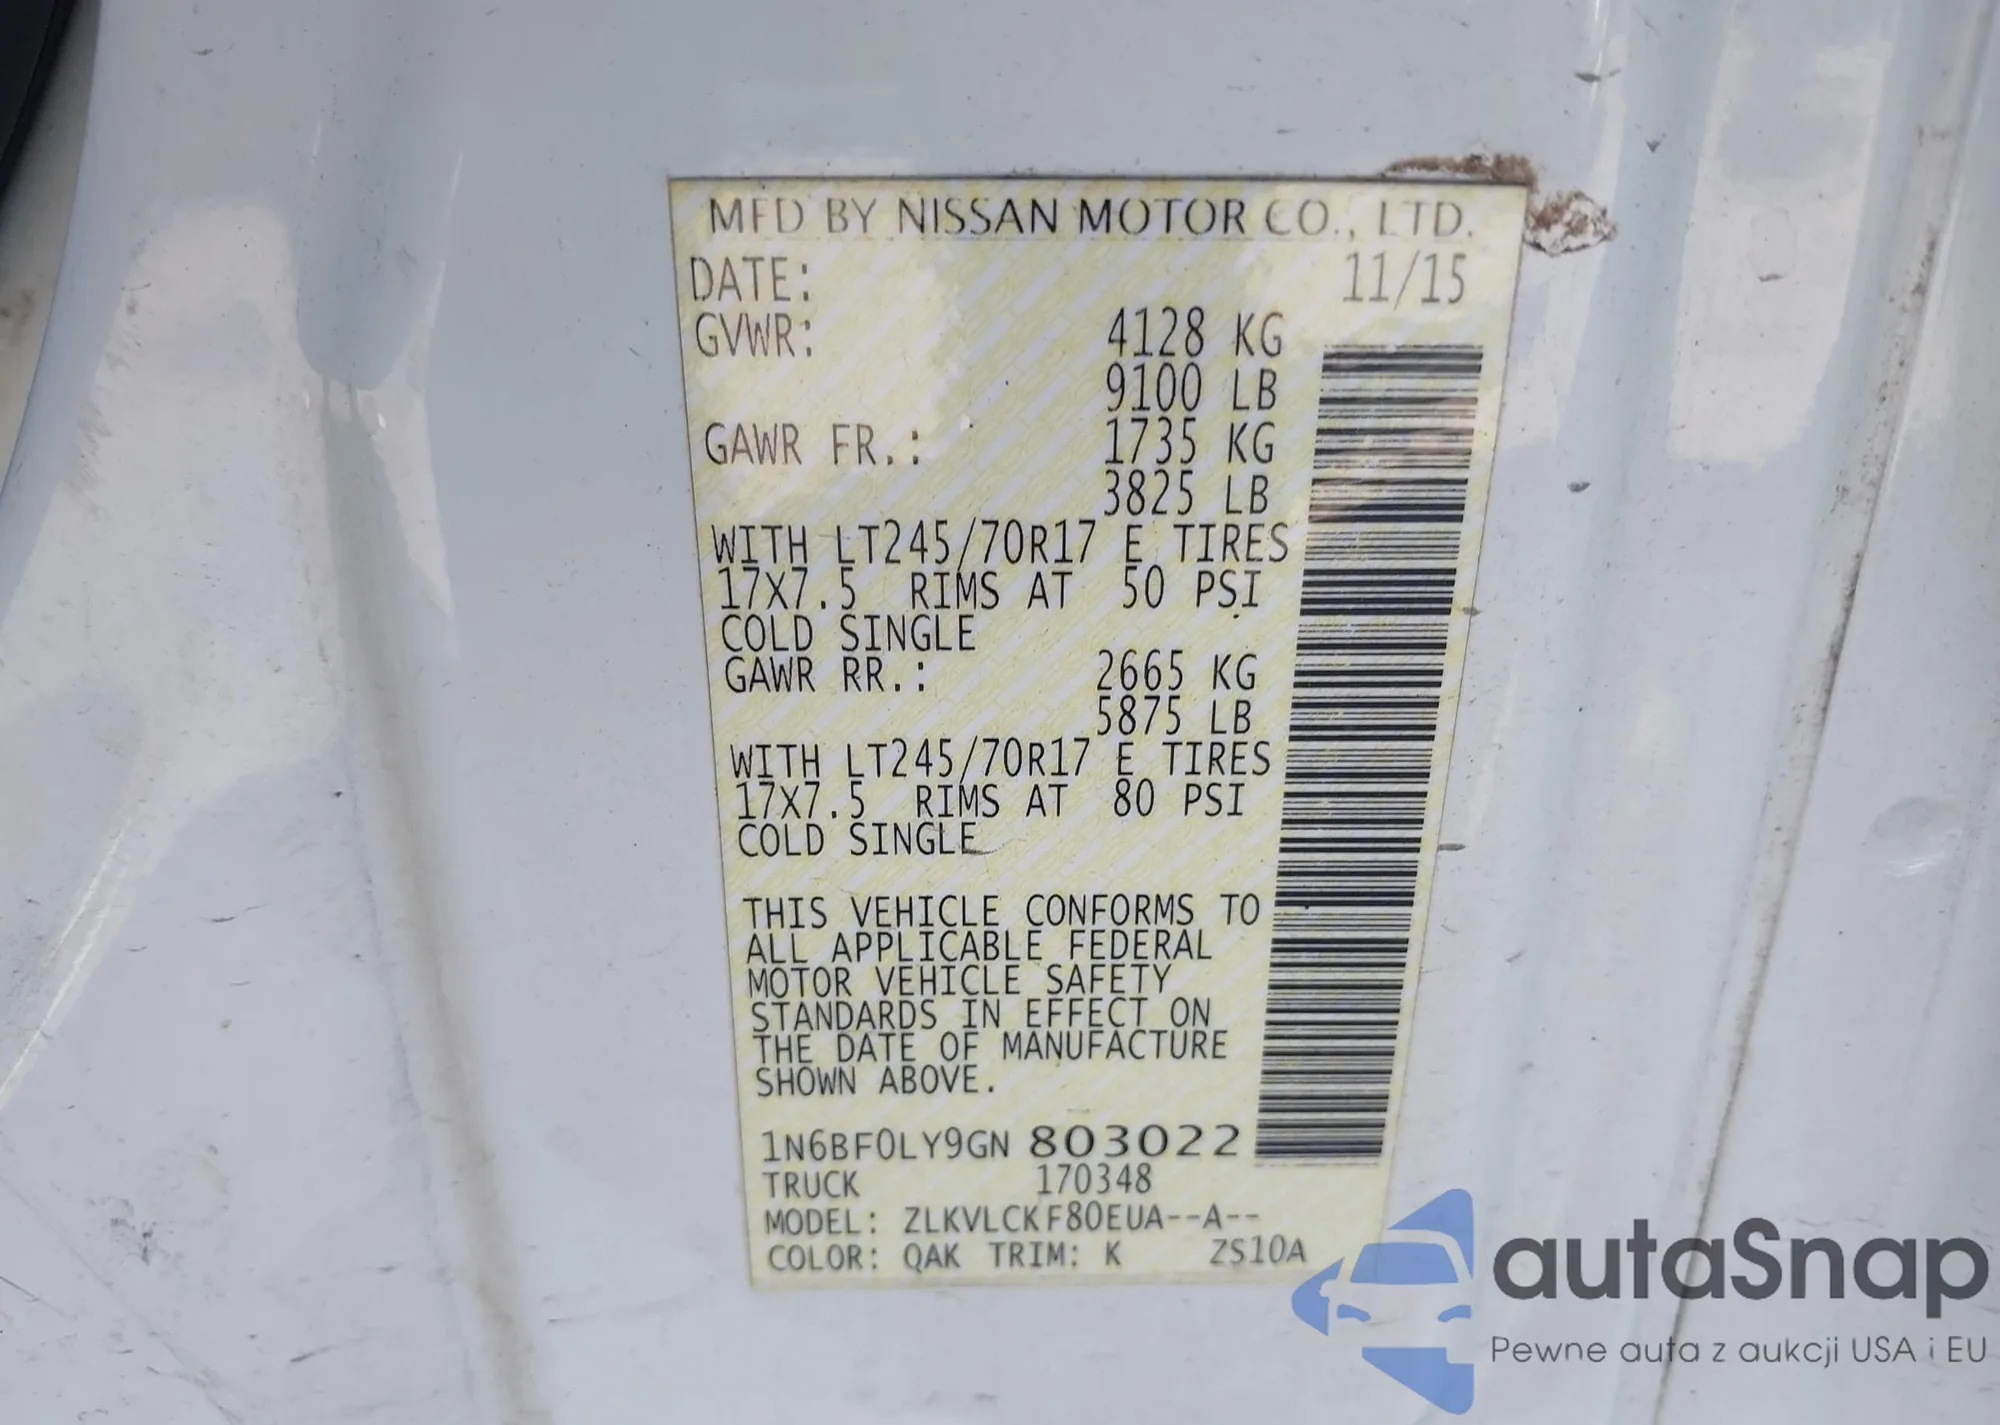 MFD BY NISSAN MOTOR CO., LTD.
DATE: 11/15
GVWR: 4128 KG
9100 LB
GAWR FR.: 1735 KG
3825 LB
WITH LT245/70R17 E TIRES
17X7.5 RIMS AT 50 PSI
COLD SINGLE
GAWR RR.: 2665 KG
5875 LB
WITH LT245/70R17 E TIRES
17X7.5 RIMS AT 80 PSI
COLD SINGLE
THIS VEHICLE CONFORMS TO
ALL APPLICABLE FEDERAL
MOTOR VEHICLE SAFETY
STANDARDS IN EFFECT ON
THE DATE OF MANUFACTURE
SHOWN ABOVE.
1N6BF0LY9GN 803022
TRUCK 170348
MODEL: ZLKVLCKF80EUA--A--
COLOR: QAK TRIM: K ZS10A
autaSnap
Pewne auta z aukcji USA i EU